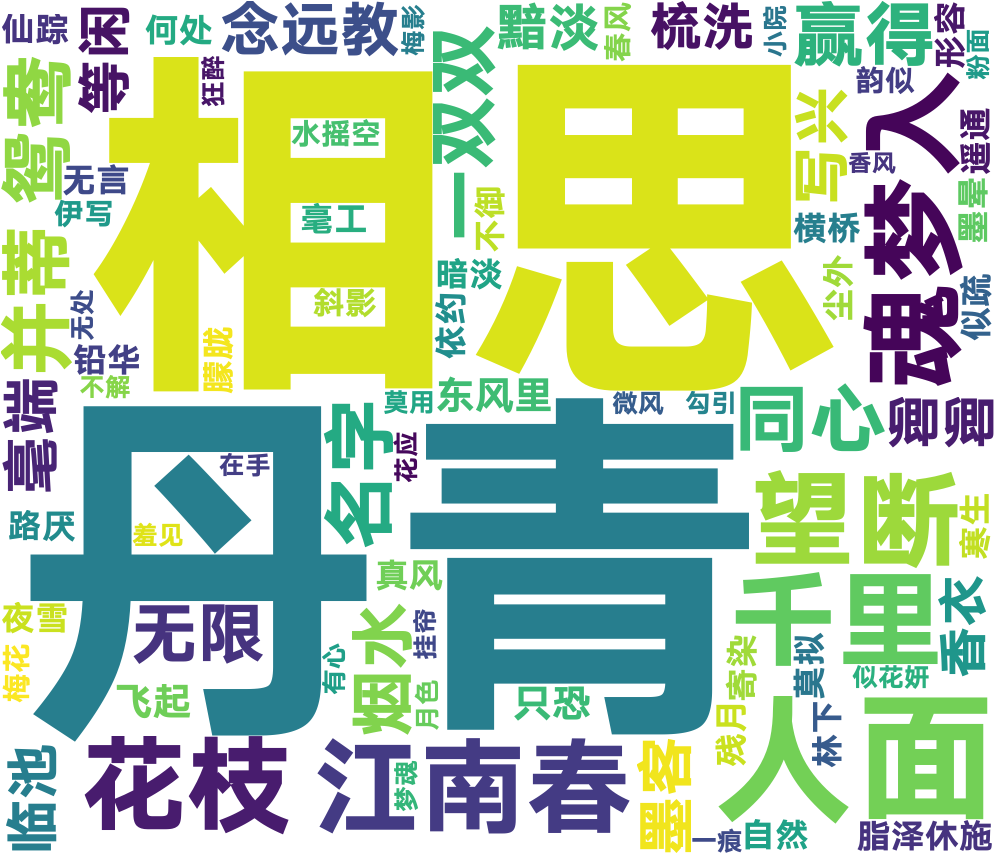 仙踪
等闲
何处
念远教
梅影
双双
黯淡
春风
梳洗
小院
赢得
形容
粉面
鸳鸯
狂醉
相思
水摇空
一双双
写兴
韵似
人
遥通
香风
无言
伊写
毫工
不御
横桥
墨晕
魂梦
并蒂
无处
铅华
朦胧
斜影
暗淡
依约
尘外
似疏
毫端
不解
名字
莫用
东风里
微风
勾引
同心
卿卿
花应
丹青
在手
路厌
羞见
望断
寒生
真风
千里
香衣
夜雪
梅花
无限
飞起
有心
烟水
挂帘
月色
只恐
寄染
莫拟
似花妍
残月
林下
人面
临池
花枝
江南春
梦魂
墨客
一痕
自然
脂泽休施